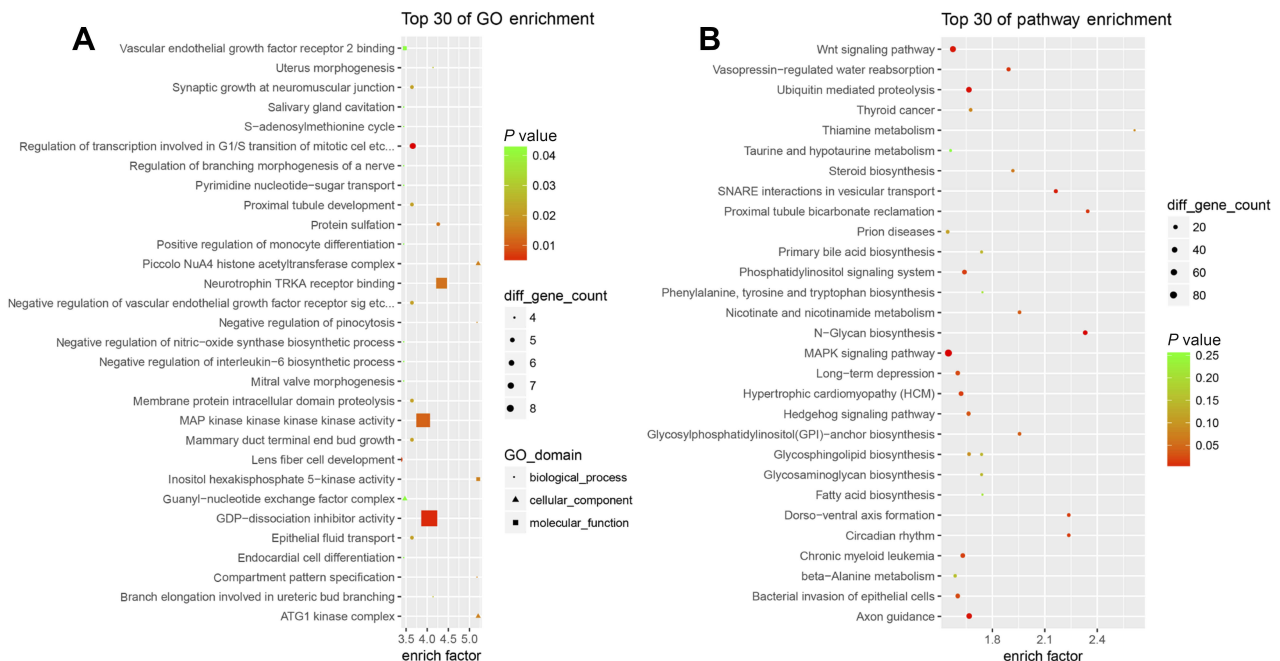 A
Top 30 of GO enrichment
Vascular endothelial growth factor receptor 2 binding
Uterus morphogenesis
Synaptic growth at neuromuscular junction
Salivary gland cavitation
S−adenosylmethionine cycle
Regulation of transcription involved in G1/S transition of mitotic cel etc...
Regulation of branching morphogenesis of a nerve
Pyrimidine nucleotide−sugar transport
Proximal tubule development
Protein sulfation
Positive regulation of monocyte differentiation
Piccolo NuA4 histone acetyltransferase complex
Neurotrophin TRKA receptor binding
Negative regulation of vascular endothelial growth factor receptor sig etc...
Negative regulation of pinocytosis
Negative regulation of nitric−oxide synthase biosynthetic process
Negative regulation of interleukin−6 biosynthetic process
Mitral valve morphogenesis
Membrane protein intracellular domain proteolysis
MAP kinase kinase kinase kinase activity
Mammary duct terminal end bud growth
Lens fiber cell development
Inositol hexakisphosphate 5−kinase activity
Guanyl−nucleotide exchange factor complex
GDP−dissociation inhibitor activity
Epithelial fluid transport
Endocardial cell differentiation
Compartment pattern specification
Branch elongation involved in ureteric bud branching
ATG1 kinase complex
3.5 4.0 4.5 5.0
enrich factor
P value
0.04
0.03
0.02
0.01
diff_gene_count
4
5
6
7
8
GO_domain
biological_process
cellular_component
molecular_function
B
Top 30 of pathway enrichment
Wnt signaling pathway
Vasopressin−regulated water reabsorption
Ubiquitin mediated proteolysis
Thyroid cancer
Thiamine metabolism
Taurine and hypotaurine metabolism
Steroid biosynthesis
SNARE interactions in vesicular transport
Proximal tubule bicarbonate reclamation
Prion diseases
Primary bile acid biosynthesis
Phosphatidylinositol signaling system
Phenylalanine, tyrosine and tryptophan biosynthesis
Nicotinate and nicotinamide metabolism
N−Glycan biosynthesis
MAPK signaling pathway
Long−term depression
Hypertrophic cardiomyopathy (HCM)
Hedgehog signaling pathway
Glycosylphosphatidylinositol(GPI)−anchor biosynthesis
Glycosphingolipid biosynthesis
Glycosaminoglycan biosynthesis
Fatty acid biosynthesis
Dorso−ventral axis formation
Circadian rhythm
Chronic myeloid leukemia
beta−Alanine metabolism
Bacterial invasion of epithelial cells
Axon guidance
1.8 2.1 2.4
enrich factor
diff_gene_count
20
40
60
80
P value
0.25
0.20
0.15
0.10
0.05